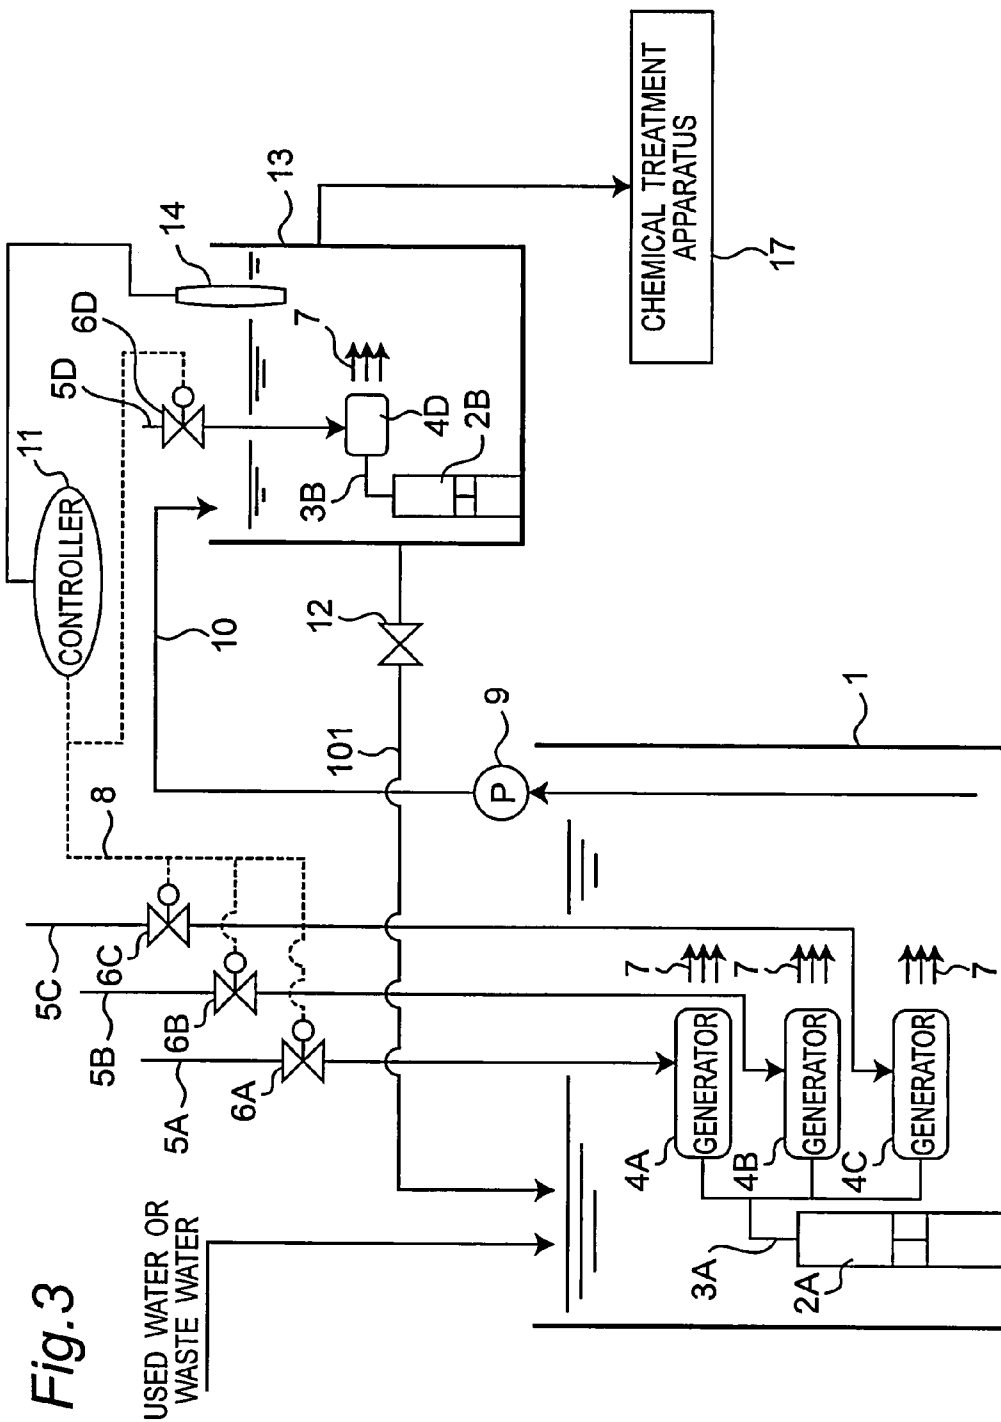 Fig.3
USED WATER OR
WASTE WATER
5A
5B
5C
6A
6B
6C
8
CONTROLLER
11
5D
6D
14
13
10
12
101
9
P
1
7
4D
3B
2B
CHEMICAL TREATMENT
APPARATUS
17
4A
GENERATOR
7
4B
GENERATOR
7
4C
GENERATOR
7
3A
2A